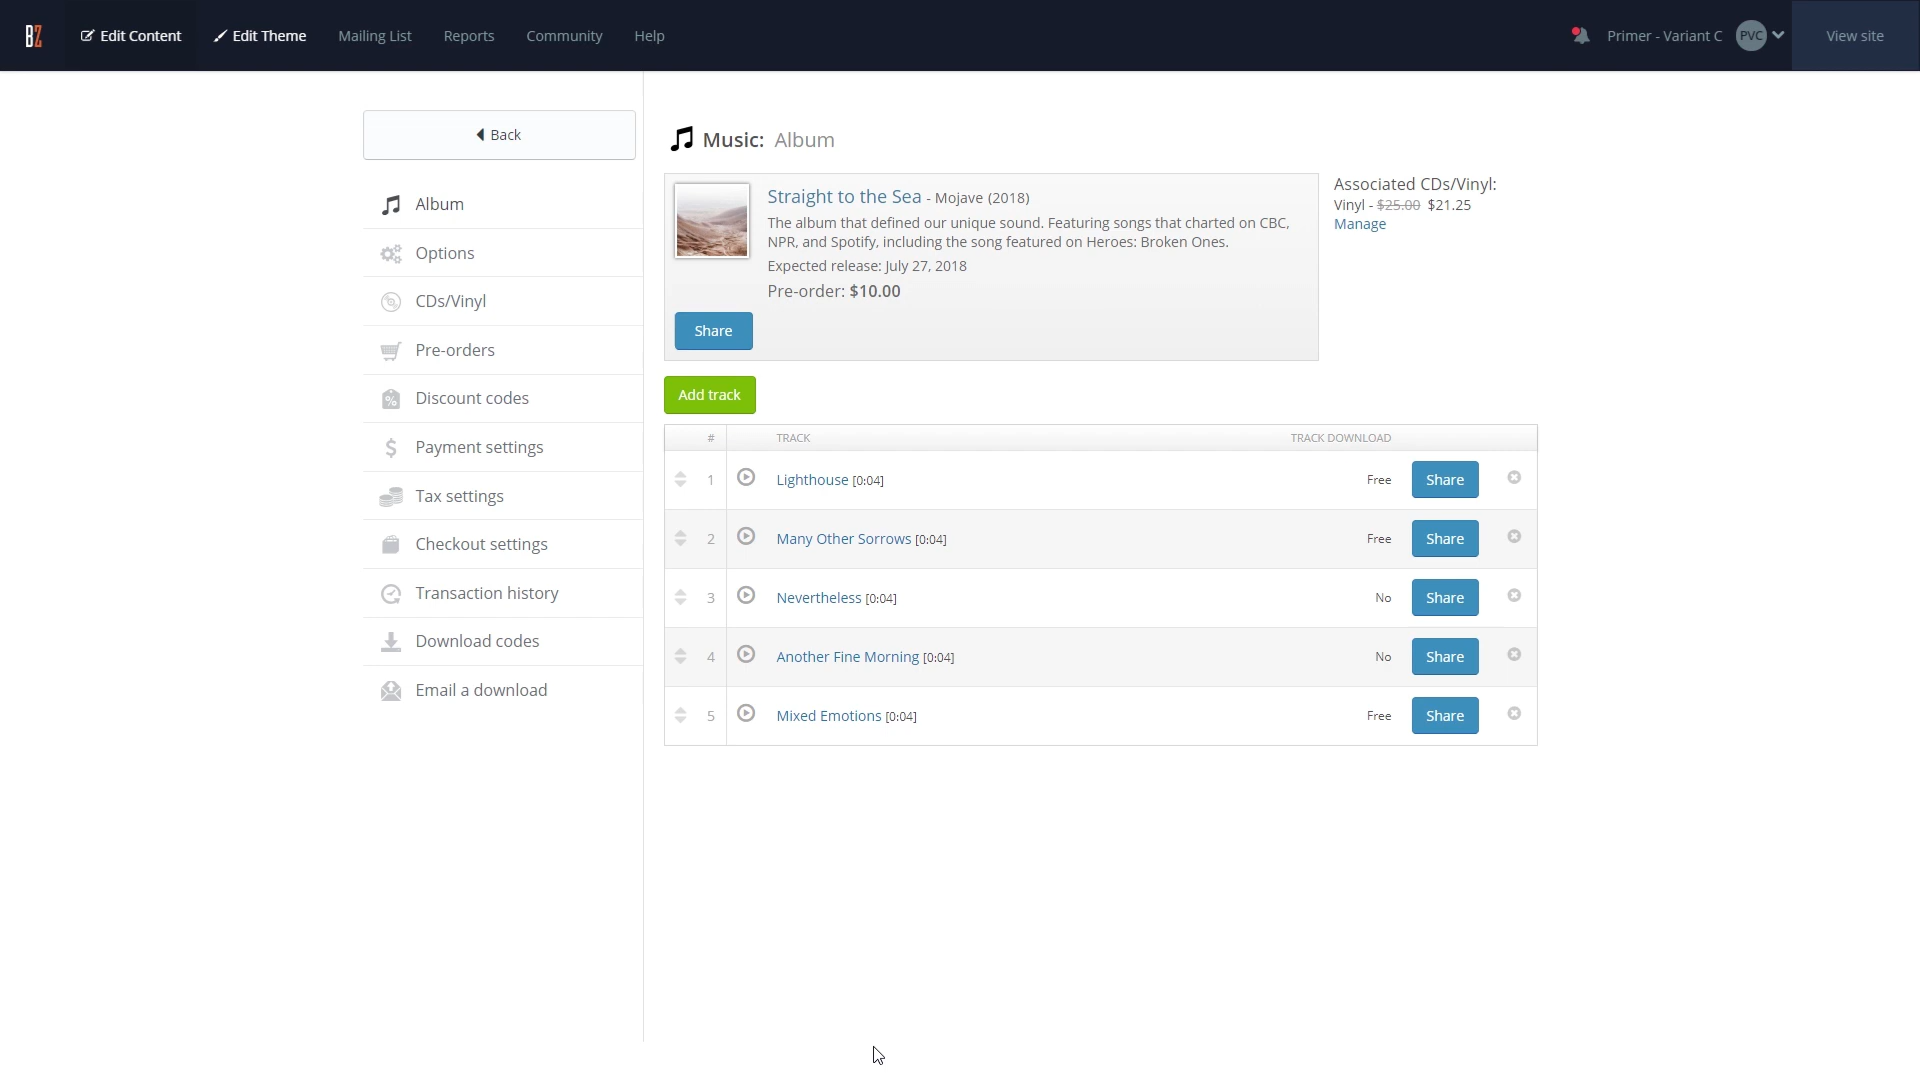 BZ
Edit Content
Edit Theme
Mailing List
Reports
Community
Help
Primer - Variant C
PVC
View site
Back
Album
Options
CDs/Vinyl
Pre-orders
Discount codes
Payment settings
Tax settings
Checkout settings
Transaction history
Download codes
Email a download
Music: Album
Straight to the Sea - Mojave (2018)
The album that defined our unique sound. Featuring songs that charted on CBC,
NPR, and Spotify, including the song featured on Heroes: Broken Ones.
Expected release: July 27, 2018
Pre-order: $10.00
Share
Associated CDs/Vinyl:
Vinyl - $25.00 $21.25
Manage
Add track
# TRACK TRACK DOWNLOAD
1 Lighthouse [0:04] Free Share
2 Many Other Sorrows [0:04] Free Share
3 Nevertheless [0:04] No Share
4 Another Fine Morning [0:04] No Share
5 Mixed Emotions [0:04] Free Share